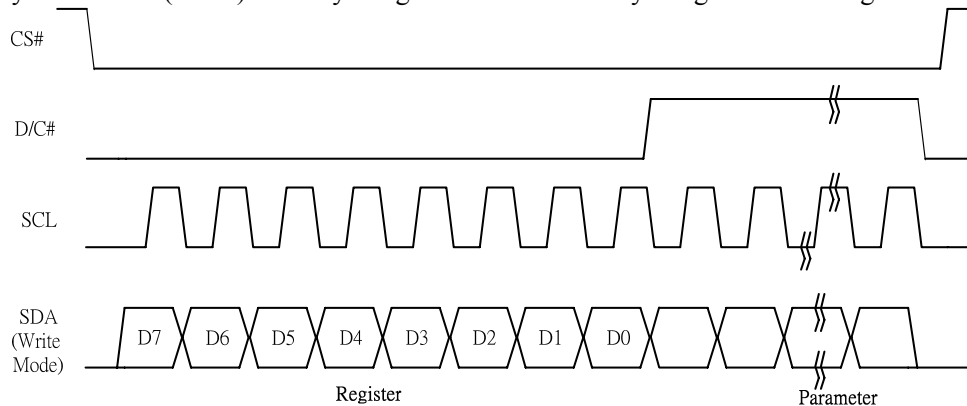 CS#
D/C#
SCL
SDA
(Write
Mode)
D7 D6 D5 D4 D3 D2 D1 D0
Register Parameter